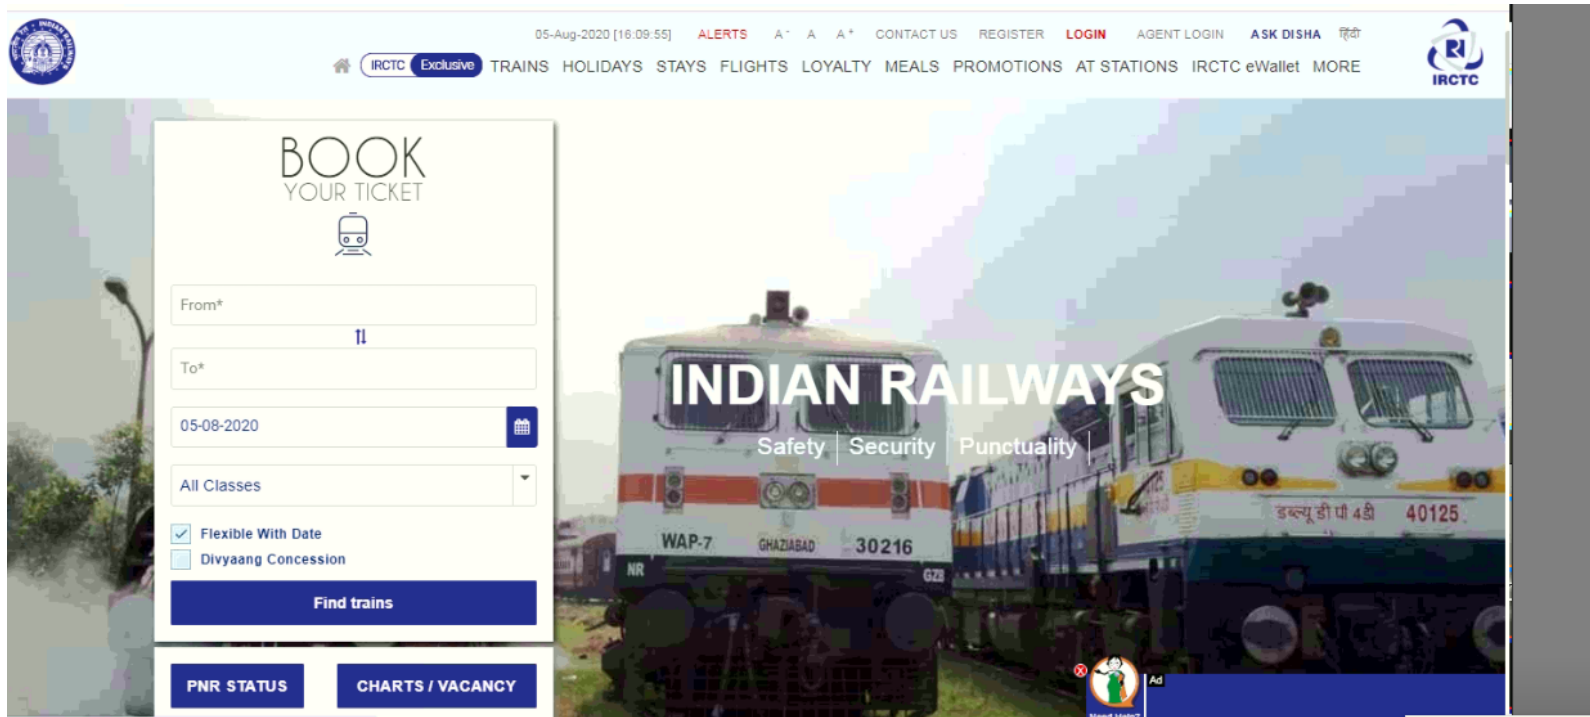 05-Aug-2020 [16:09:55] ALERTS A- A A+ CONTACT US REGISTER LOGIN AGENT LOGIN ASK DISHA हिंदी
IRCTC Exclusive TRAINS HOLIDAYS STAYS FLIGHTS LOYALTY MEALS PROMOTIONS AT STATIONS IRCTC eWallet MORE
IRCTC
BOOK
YOUR TICKET
From*
To*
05-08-2020
All Classes
Flexible With Date
Divyaang Concession
Find trains
PNR STATUS
CHARTS / VACANCY
INDIAN RAILWAYS
Safety Security Punctuality
WAP-7 GHAZIABAD 30216
NR GZB
डब्ल्यू डी पी 4डी 40125
Ad
Need Help?